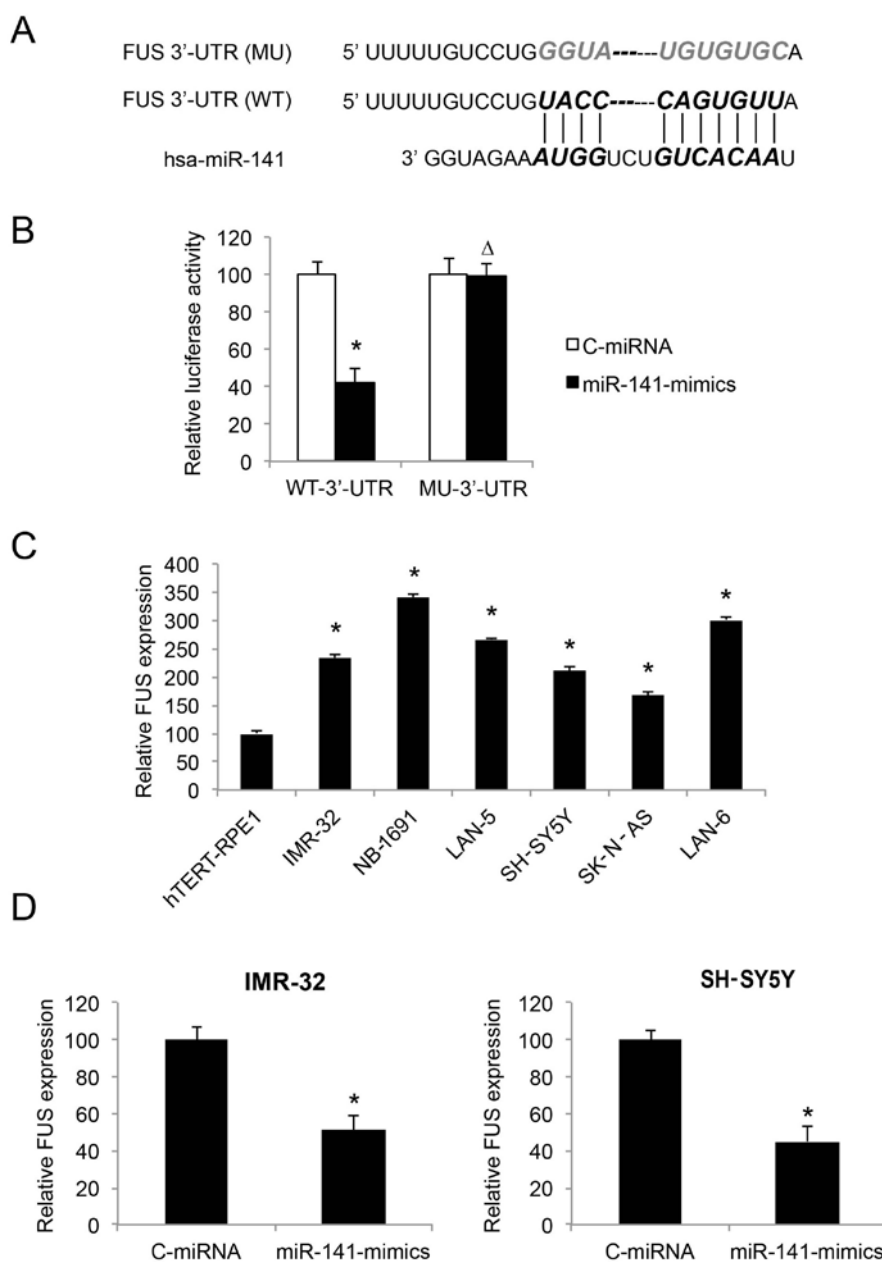 A
FUS 3'-UTR (MU) 5' UUUUUGUCCUGGGUA---—---UGUGUGCA
FUS 3'-UTR (WT) 5' UUUUUGUCCUGUACC---—---CAGUGUUA
hsa-miR-141 3' GGUAGAAAUGGUCUGUCACAAU
B
Relative luciferase activity
120
100
80
60
40
20
0
*
Δ
WT-3'-UTR MU-3'-UTR
C-miRNA
miR-141-mimics
C
Relative FUS expression
400
350
300
250
200
150
100
50
0
* * * * * *
hTERT-RPE1 IMR-32 NB-1691 LAN-5 SH-SY5Y SK-N-AS LAN-6
D
IMR-32
Relative FUS expression
120
100
80
60
40
20
0
*
C-miRNA miR-141-mimics
SH-SY5Y
Relative FUS expression
120
100
80
60
40
20
0
*
C-miRNA miR-141-mimics